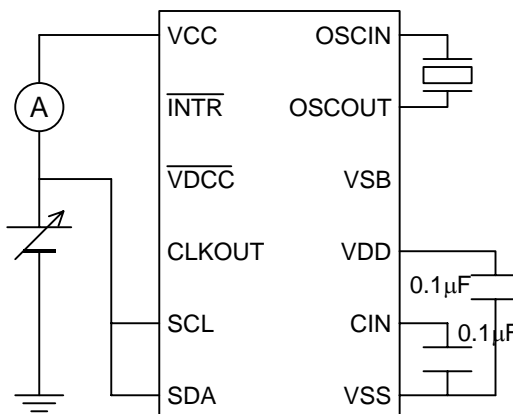 VCC OSCIN
A
INTR OSCOUT
VDCC VSB
CLKOUT VDD
0.1μF
SCL CIN
0.1μF
SDA VSS